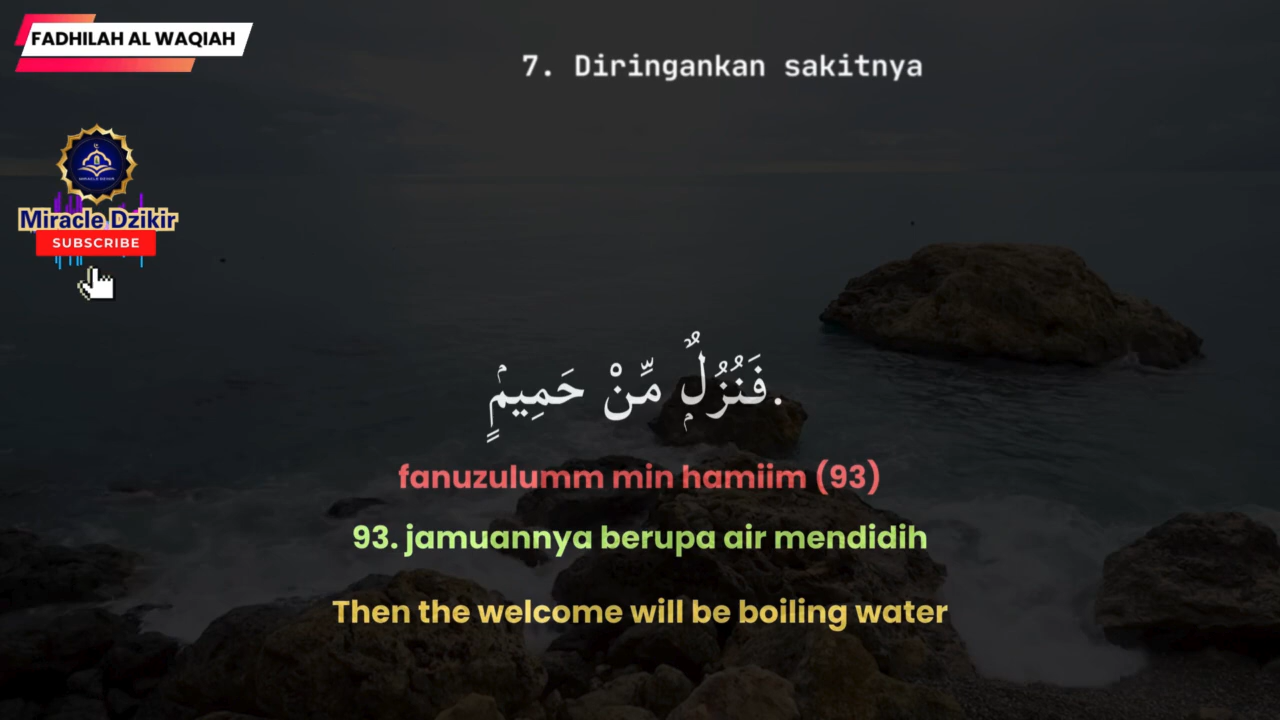 FADHILAH AL WAQIAH
7. Diringankan sakitnya
Miracle Dzikir
SUBSCRIBE
فَنُزُلٌۭ مِّنْ حَمِيمٍۢ.
fanuzulumm min hamiim (93)
93. jamuannya berupa air mendidih
Then the welcome will be boiling water